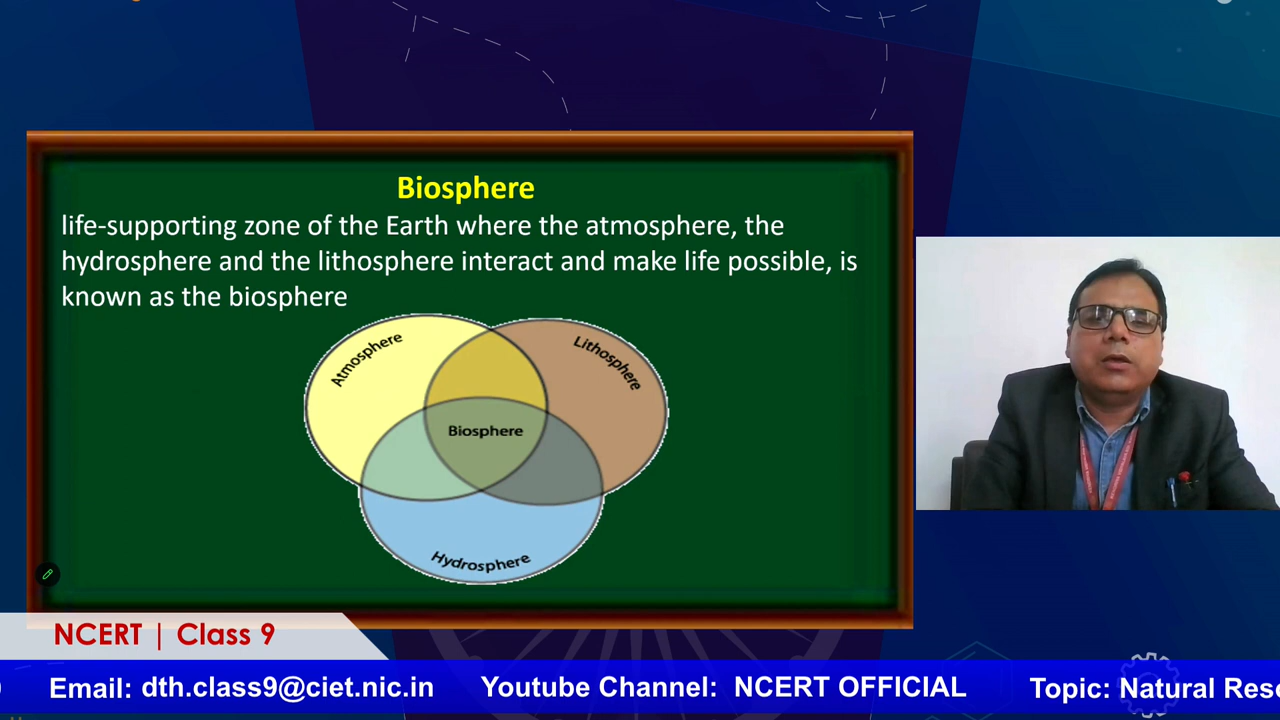 Biosphere
life-supporting zone of the Earth where the atmosphere, the
hydrosphere and the lithosphere interact and make life possible, is
known as the biosphere
Atmosphere
Lithosphere
Biosphere
Hydrosphere
NCERT | Class 9
Email: dth.class9@ciet.nic.in Youtube Channel: NCERT OFFICIAL Topic: Natural